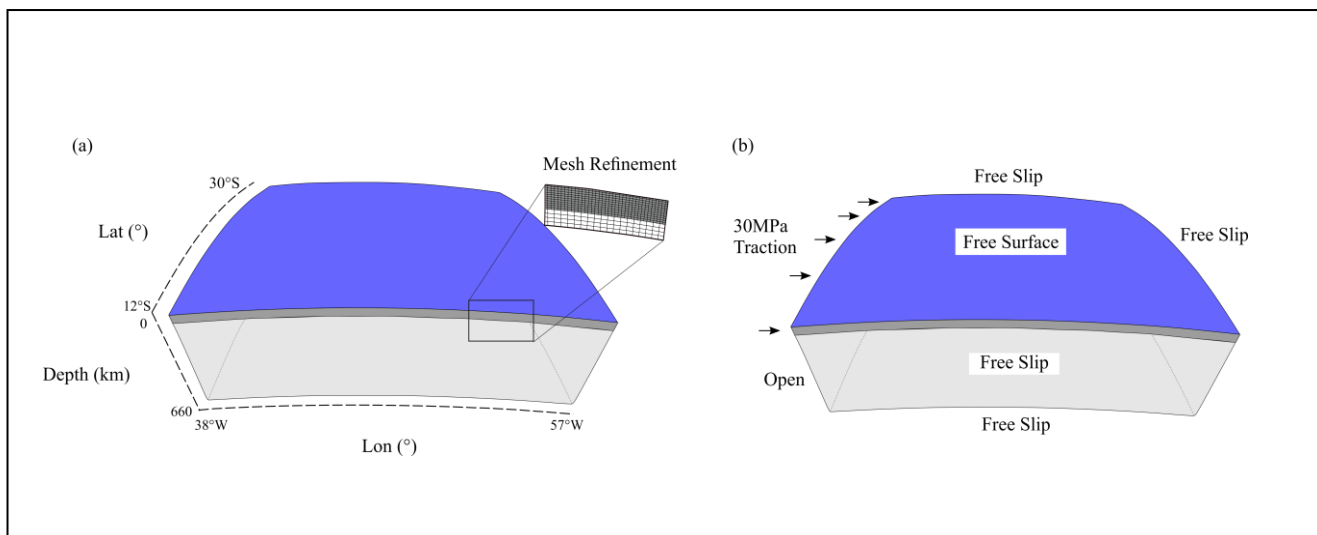 (a)
Mesh Refinement
30°S
Lat (°)
12°S
0
Depth (km)
660
38°W
57°W
Lon (°)
(b)
Free Slip
30MPa
Traction
Free Slip
Free Surface
Free Slip
Open
Free Slip